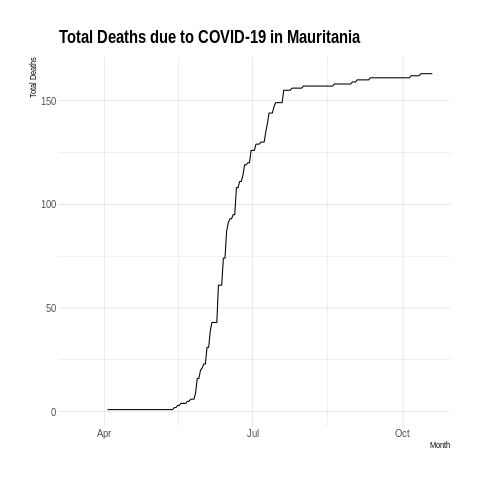 Total Deaths due to COVID-19 in Mauritania
Total Deaths
150
100
50
0
Apr
Jul
Oct
Month